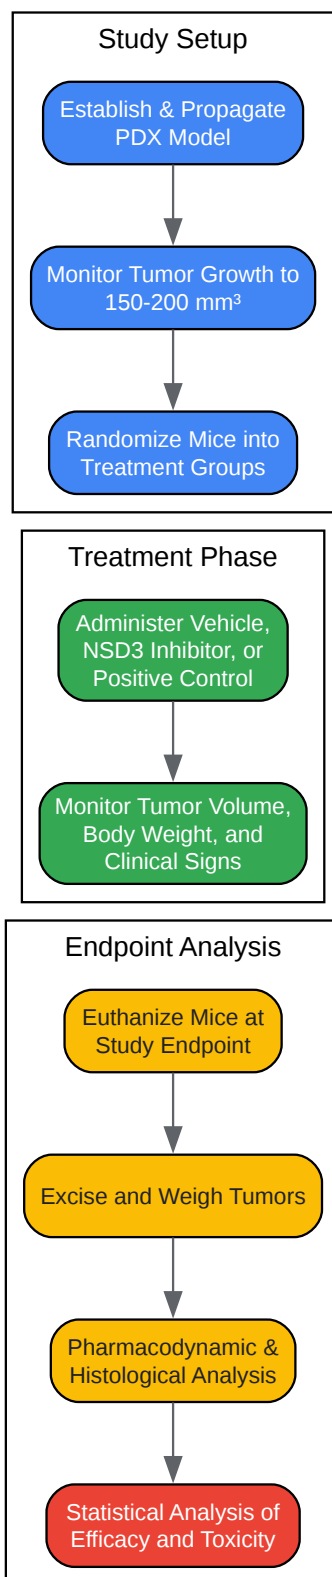 Study Setup
Establish & Propagate
PDX Model
Monitor Tumor Growth to
150-200 mm³
Randomize Mice into
Treatment Groups
Treatment Phase
Administer Vehicle,
NSD3 Inhibitor, or
Positive Control
Monitor Tumor Volume,
Body Weight, and
Clinical Signs
Endpoint Analysis
Euthanize Mice at
Study Endpoint
Excise and Weigh Tumors
Pharmacodynamic &
Histological Analysis
Statistical Analysis of
Efficacy and Toxicity